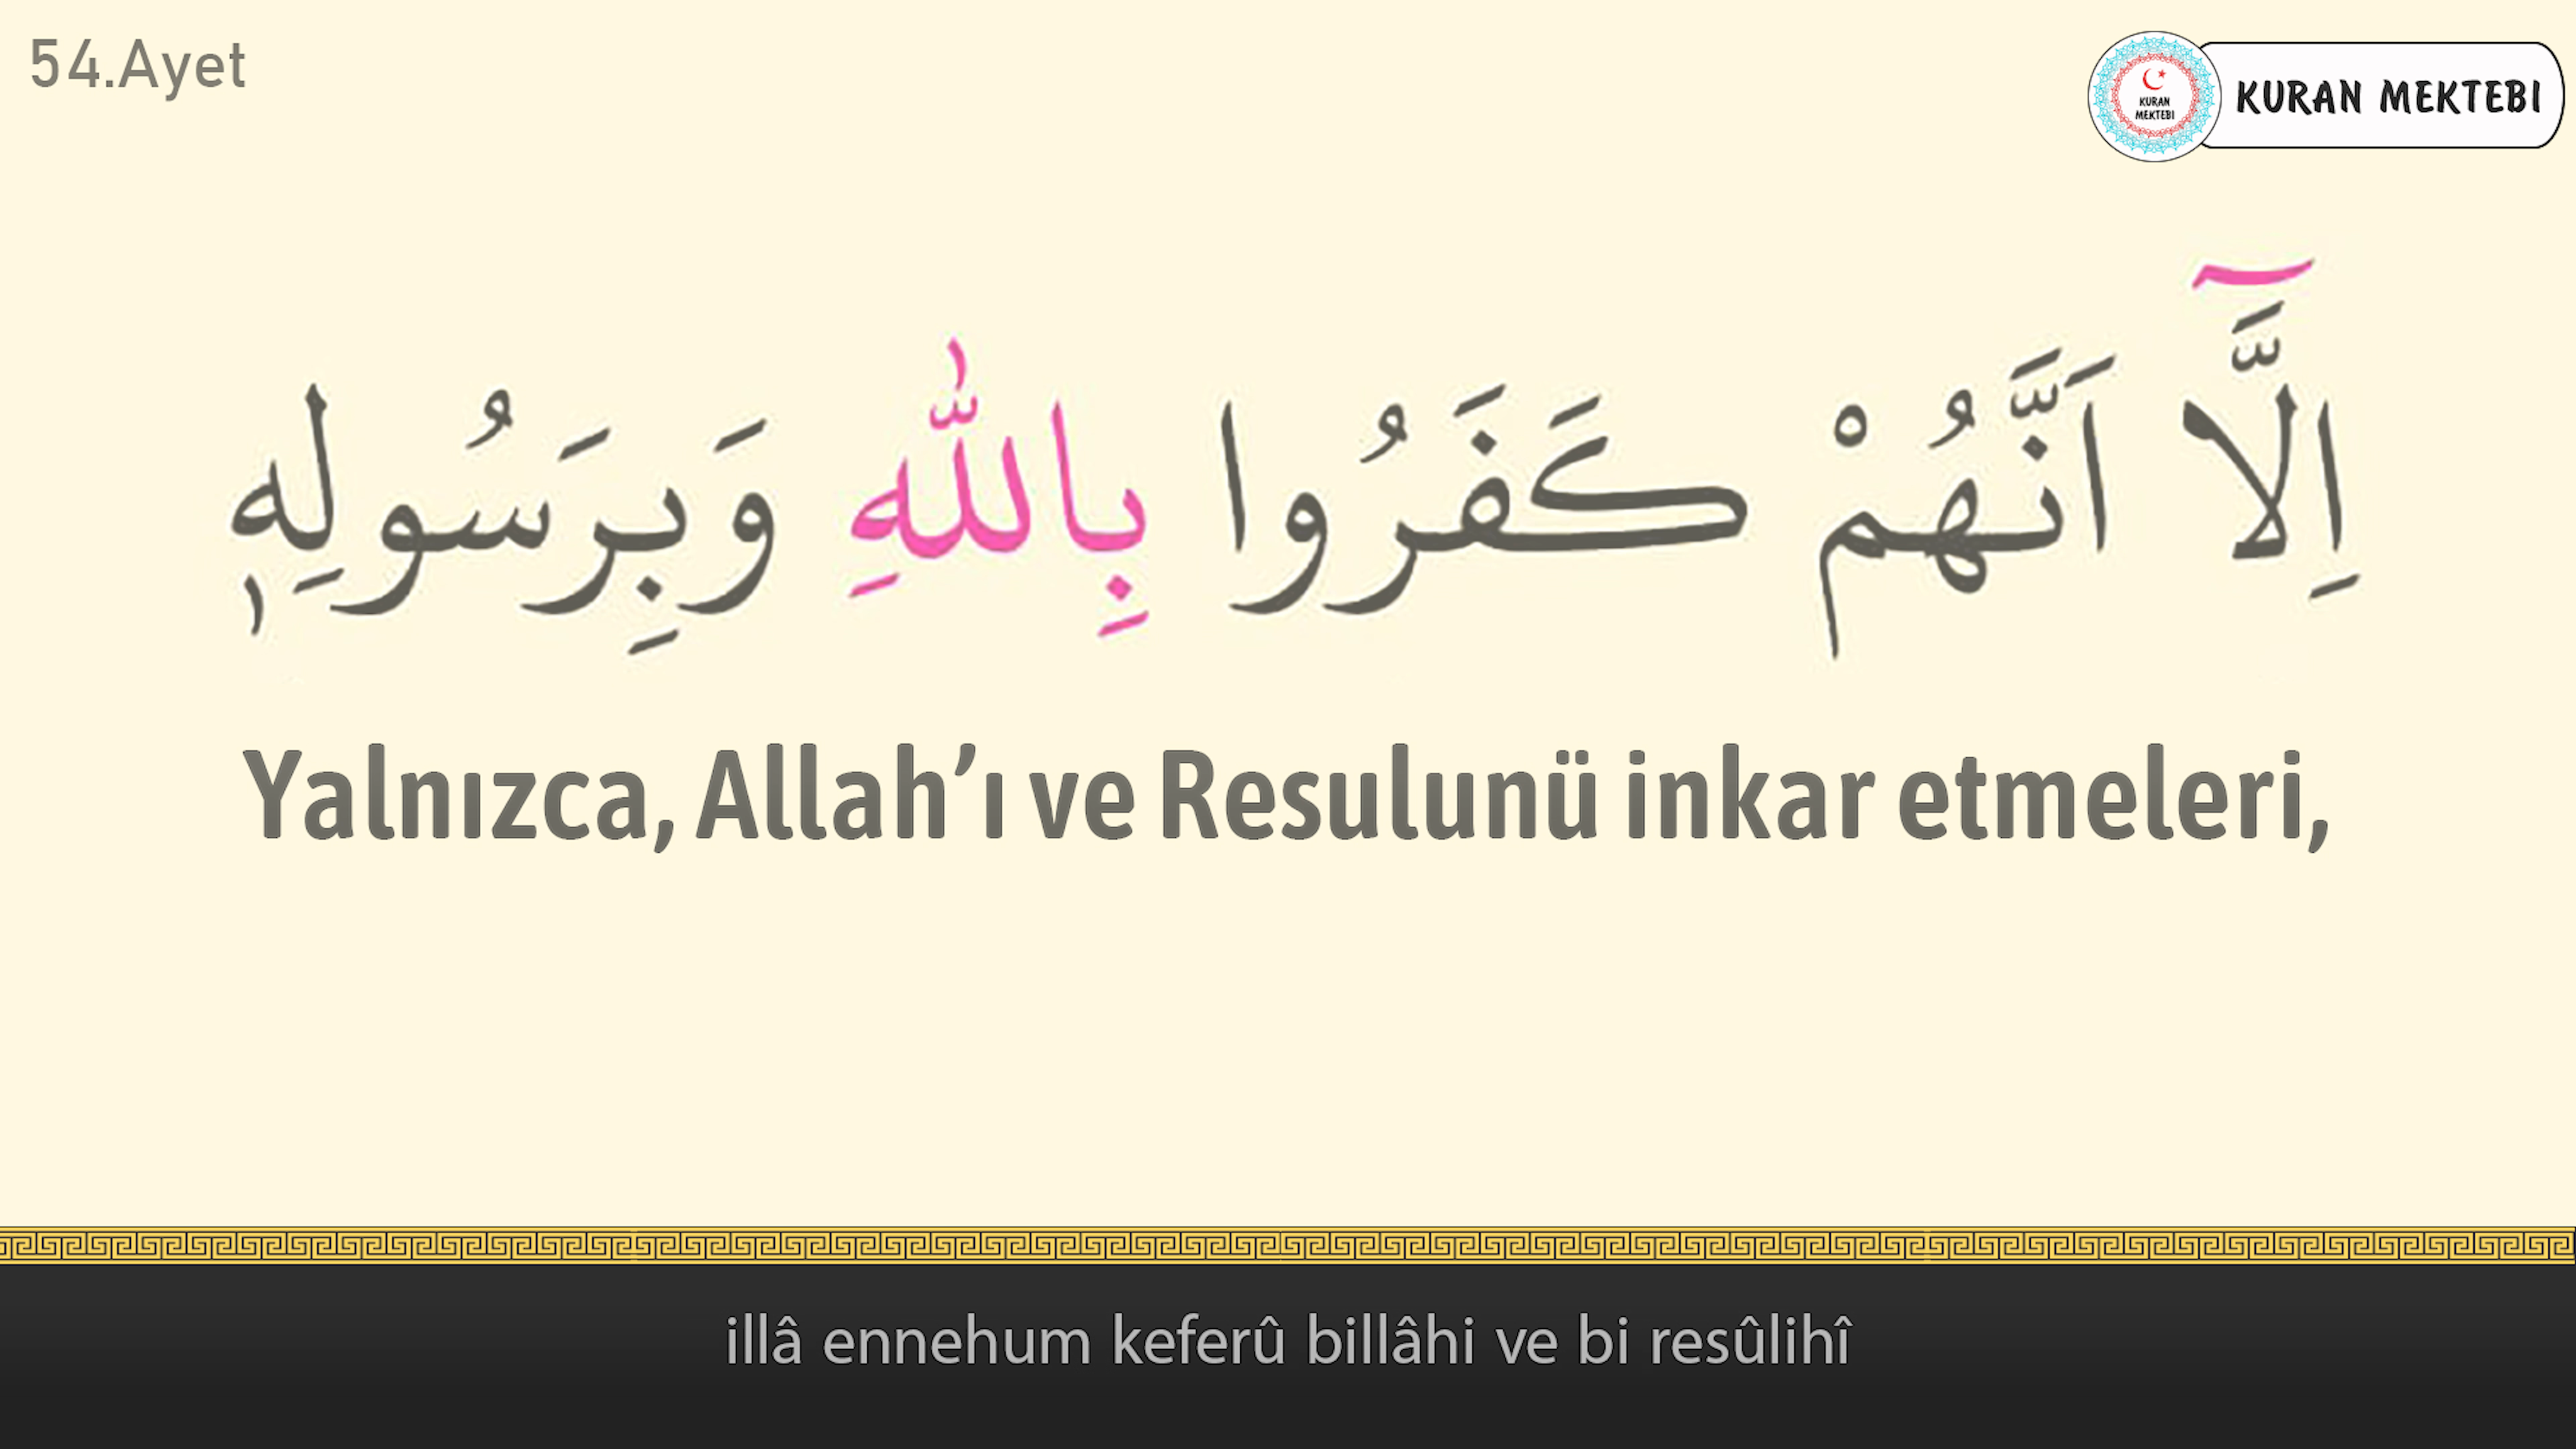 54.Ayet
KURAN
MEKTEBI
KURAN MEKTEBI
اِلَّٓا اَنَّهُمْ كَفَرُوا بِاللّٰهِ وَبِرَسُولِهٖ
Yalnızca, Allah’ı ve Resulunü inkar etmeleri,
illâ ennehum keferû billâhi ve bi resûlihî